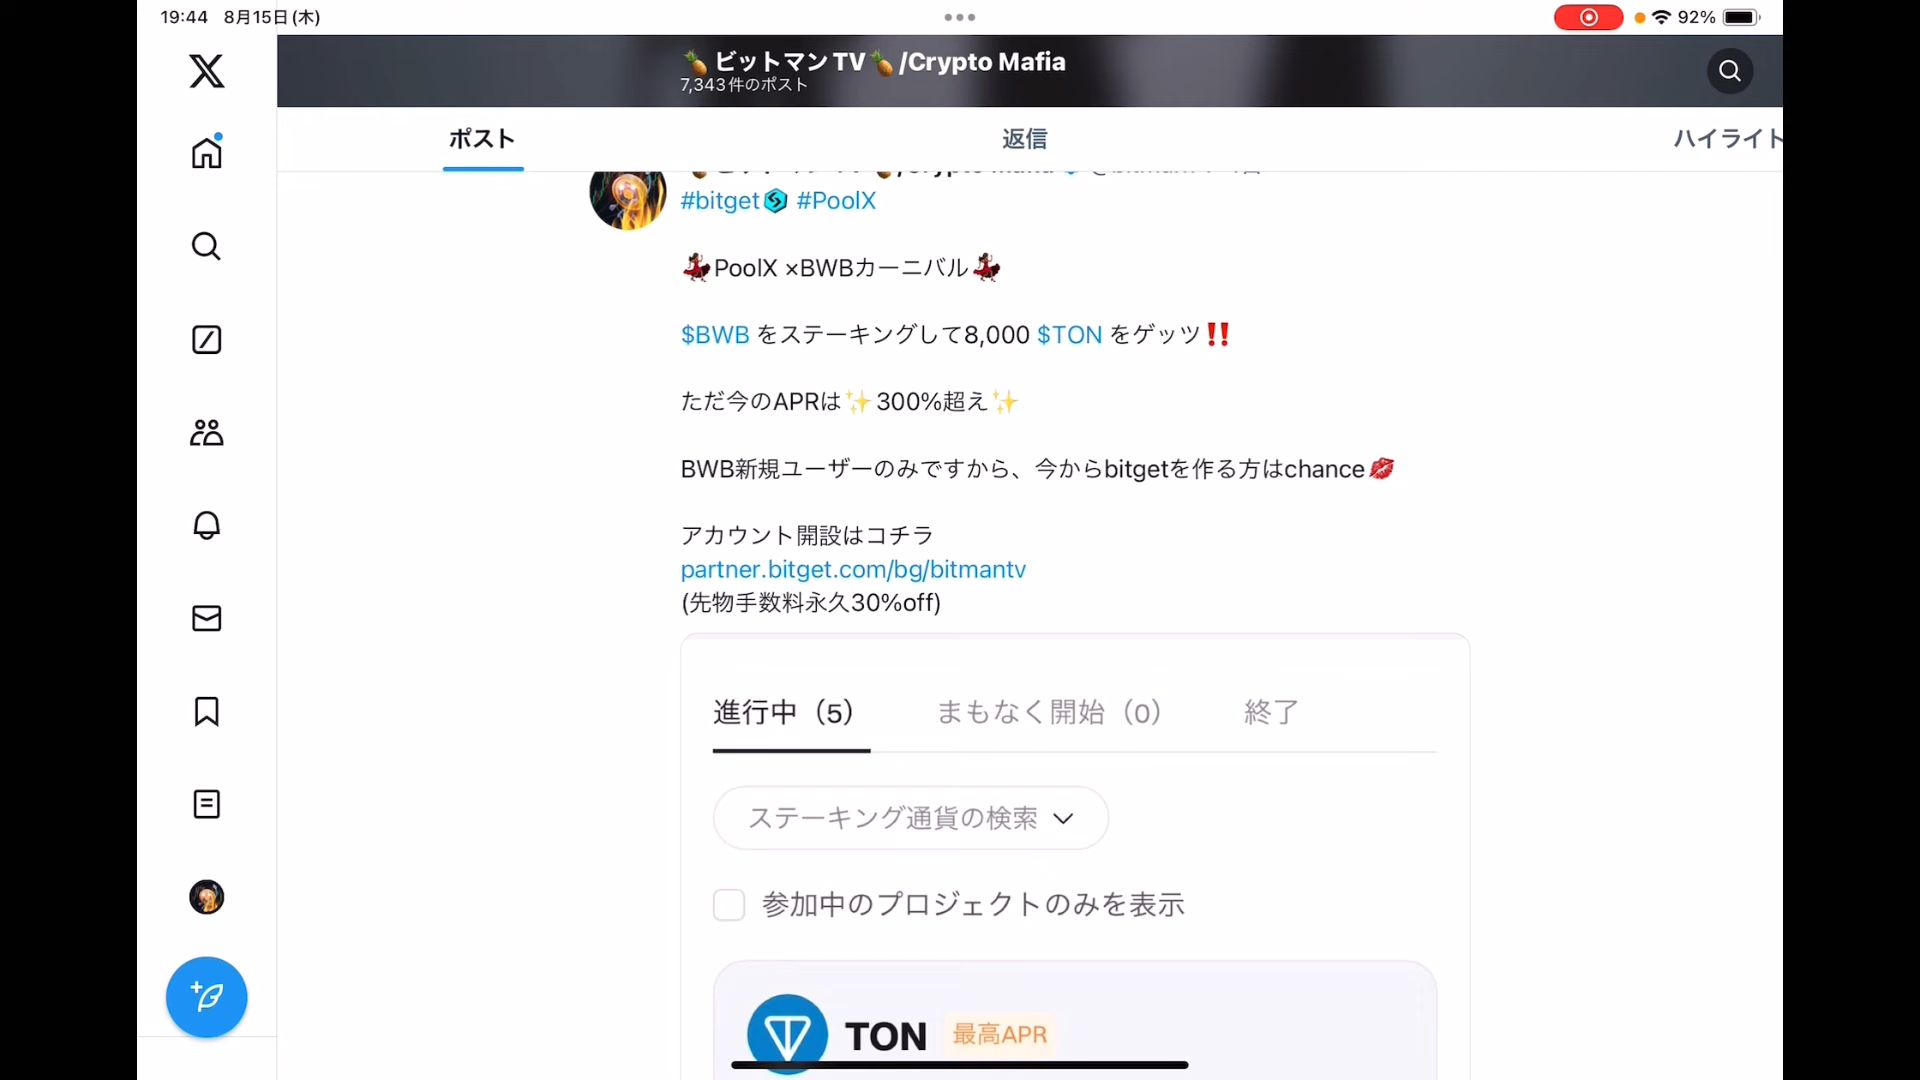 19:44 8月15日(木)
92%
🍍ビットマンTV🍍/Crypto Mafia
7,343件のポスト
ポスト
返信
ハイライト
#bitget #PoolX
💃PoolX ×BWBカーニバル💃
$BWB をステーキングして8,000 $TON をゲッツ‼️
ただ今のAPRは✨300%超え✨
BWB新規ユーザーのみですから、今からbitgetを作る方はchance💋
アカウント開設はコチラ
partner.bitget.com/bg/bitmantv
(先物手数料永久30%off)
進行中（5） まもなく開始（0） 終了
ステーキング通貨の検索
参加中のプロジェクトのみを表示
TON 最高APR